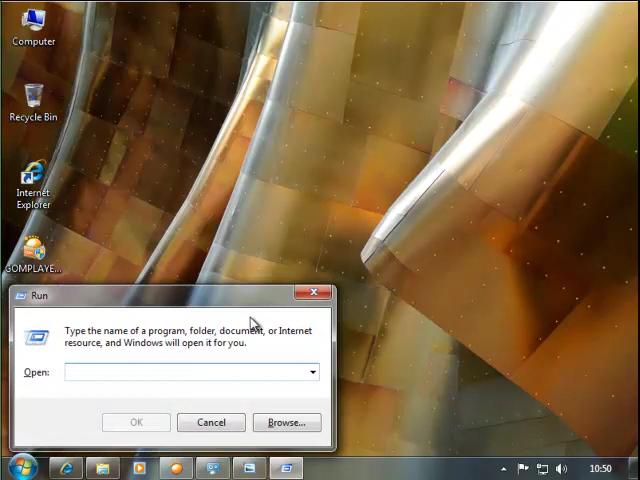 Computer
Recycle Bin
Internet
Explorer
GOMPLAYE...
Run
Type the name of a program, folder, document, or Internet
resource, and Windows will open it for you.
Open:
OK
Cancel
Browse...
10:50